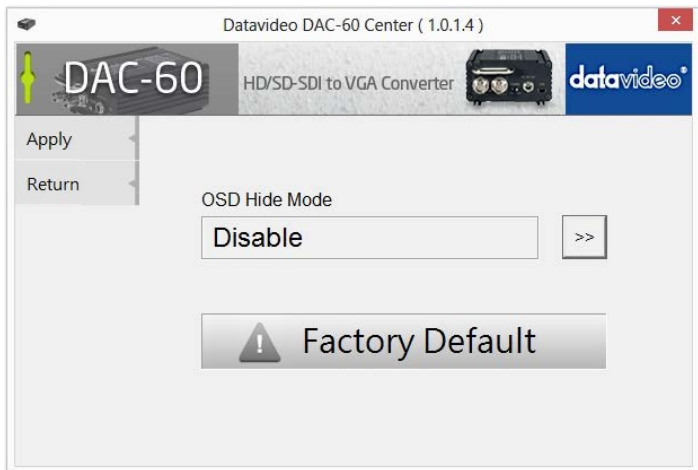 Datavideo DAC-60 Center ( 1.0.1.4 )
DAC-60
HD/SD-SDI to VGA Converter
datavideo®
Apply
Return
OSD Hide Mode
Disable
>>
Factory Default